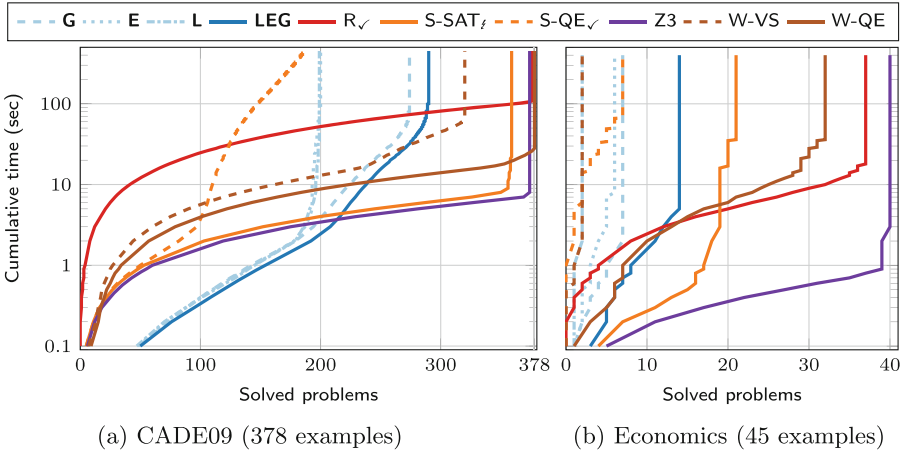 G E L LEG R✓ S-SAT⚡ S-QE✓ Z3 W-VS W-QE
Cumulative time (sec)
100
10
1
0.1
0 100 200 300 378
Solved problems
0 10 20 30 40
Solved problems
(a) CADE09 (378 examples)
(b) Economics (45 examples)